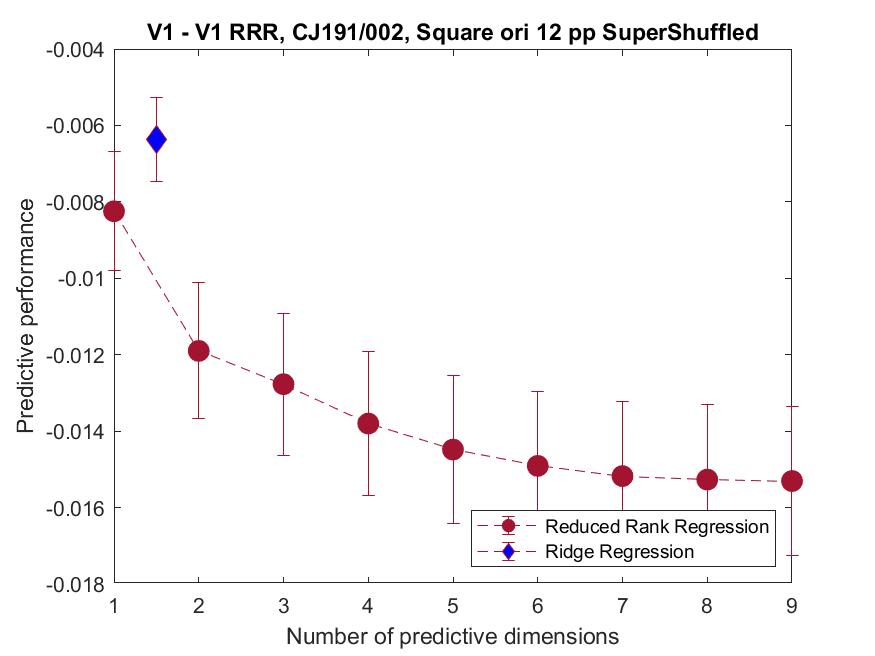 V1 - V1 RRR, CJ191/002, Square ori 12 pp SuperShuffled
-0.004
-0.006
-0.008
-0.01
-0.012
-0.014
-0.016
-0.018
Predictive performance
Reduced Rank Regression
Ridge Regression
1 2 3 4 5 6 7 8 9
Number of predictive dimensions